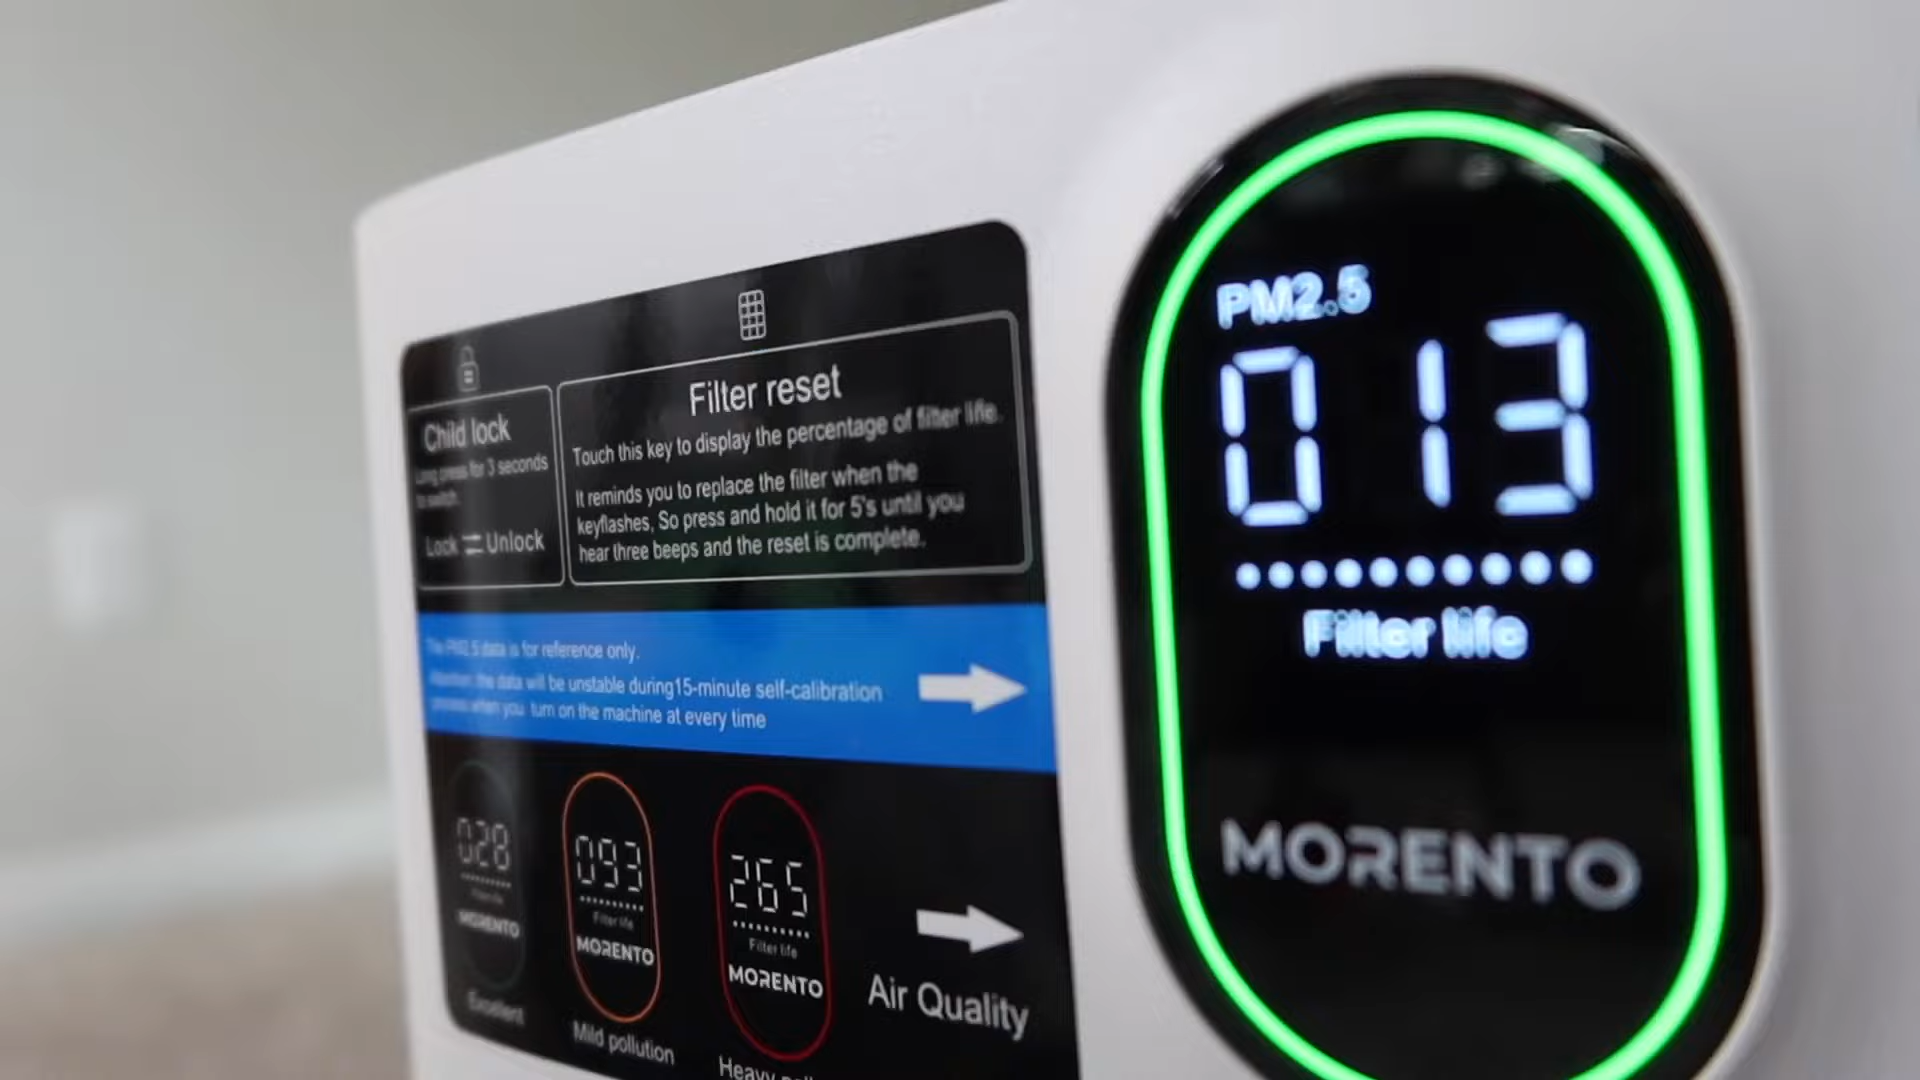 Child lock
Long press for 3 seconds
to switch.
Lock ⇌ Unlock
Filter reset
Touch this key to display the percentage of filter life.
It reminds you to replace the filter when the
keyflashes, So press and hold it for 5's until you
hear three beeps and the reset is complete.
The PM2.5 data is for reference only.
Attention: the data will be unstable during15-minute self-calibration
process when you turn on the machine at every time
028
Filter life
MORENTO
Excellent
093
Filter life
MORENTO
Mild pollution
265
Filter life
MORENTO
Heavy
Air Quality
PM2.5
013
Filter life
MORENTO